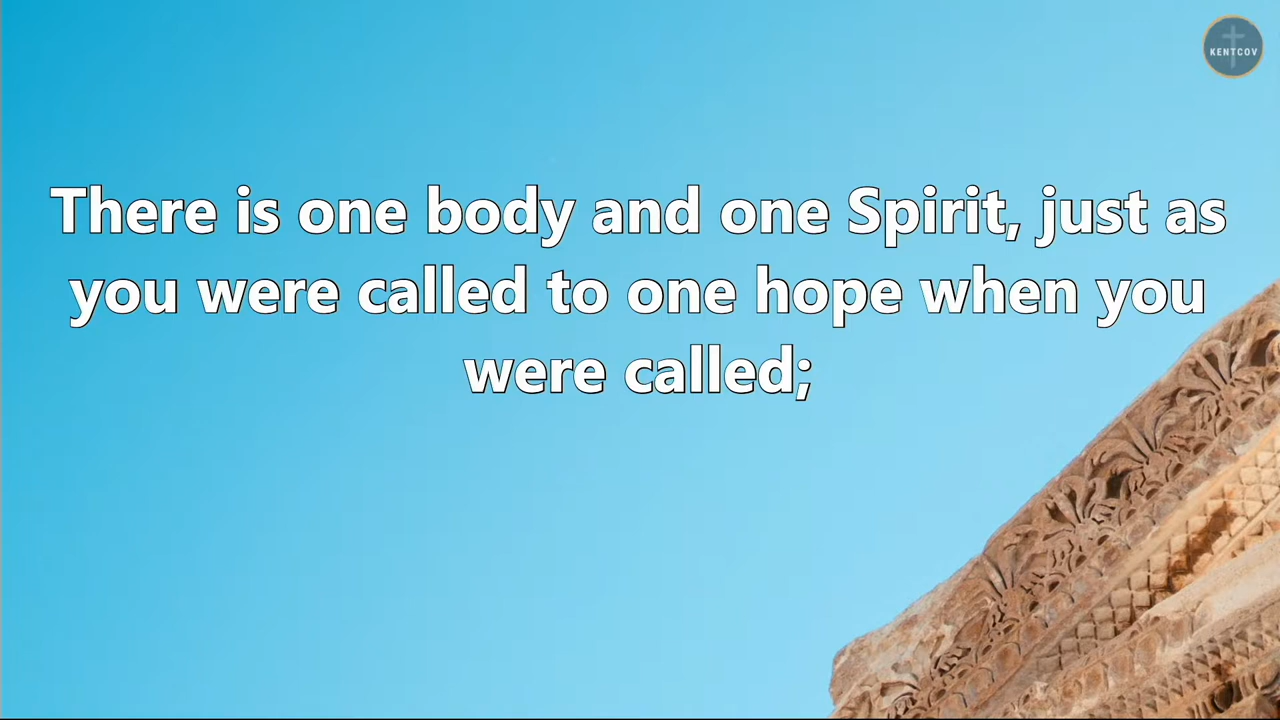 KENTCOV
There is one body and one Spirit, just as
you were called to one hope when you
were called;